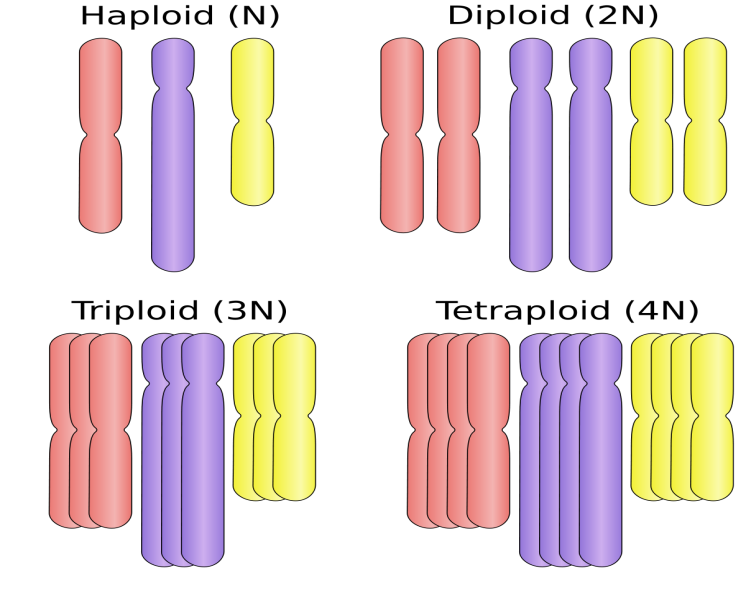 Haploid (N)
Diploid (2N)
Triploid (3N)
Tetraploid (4N)